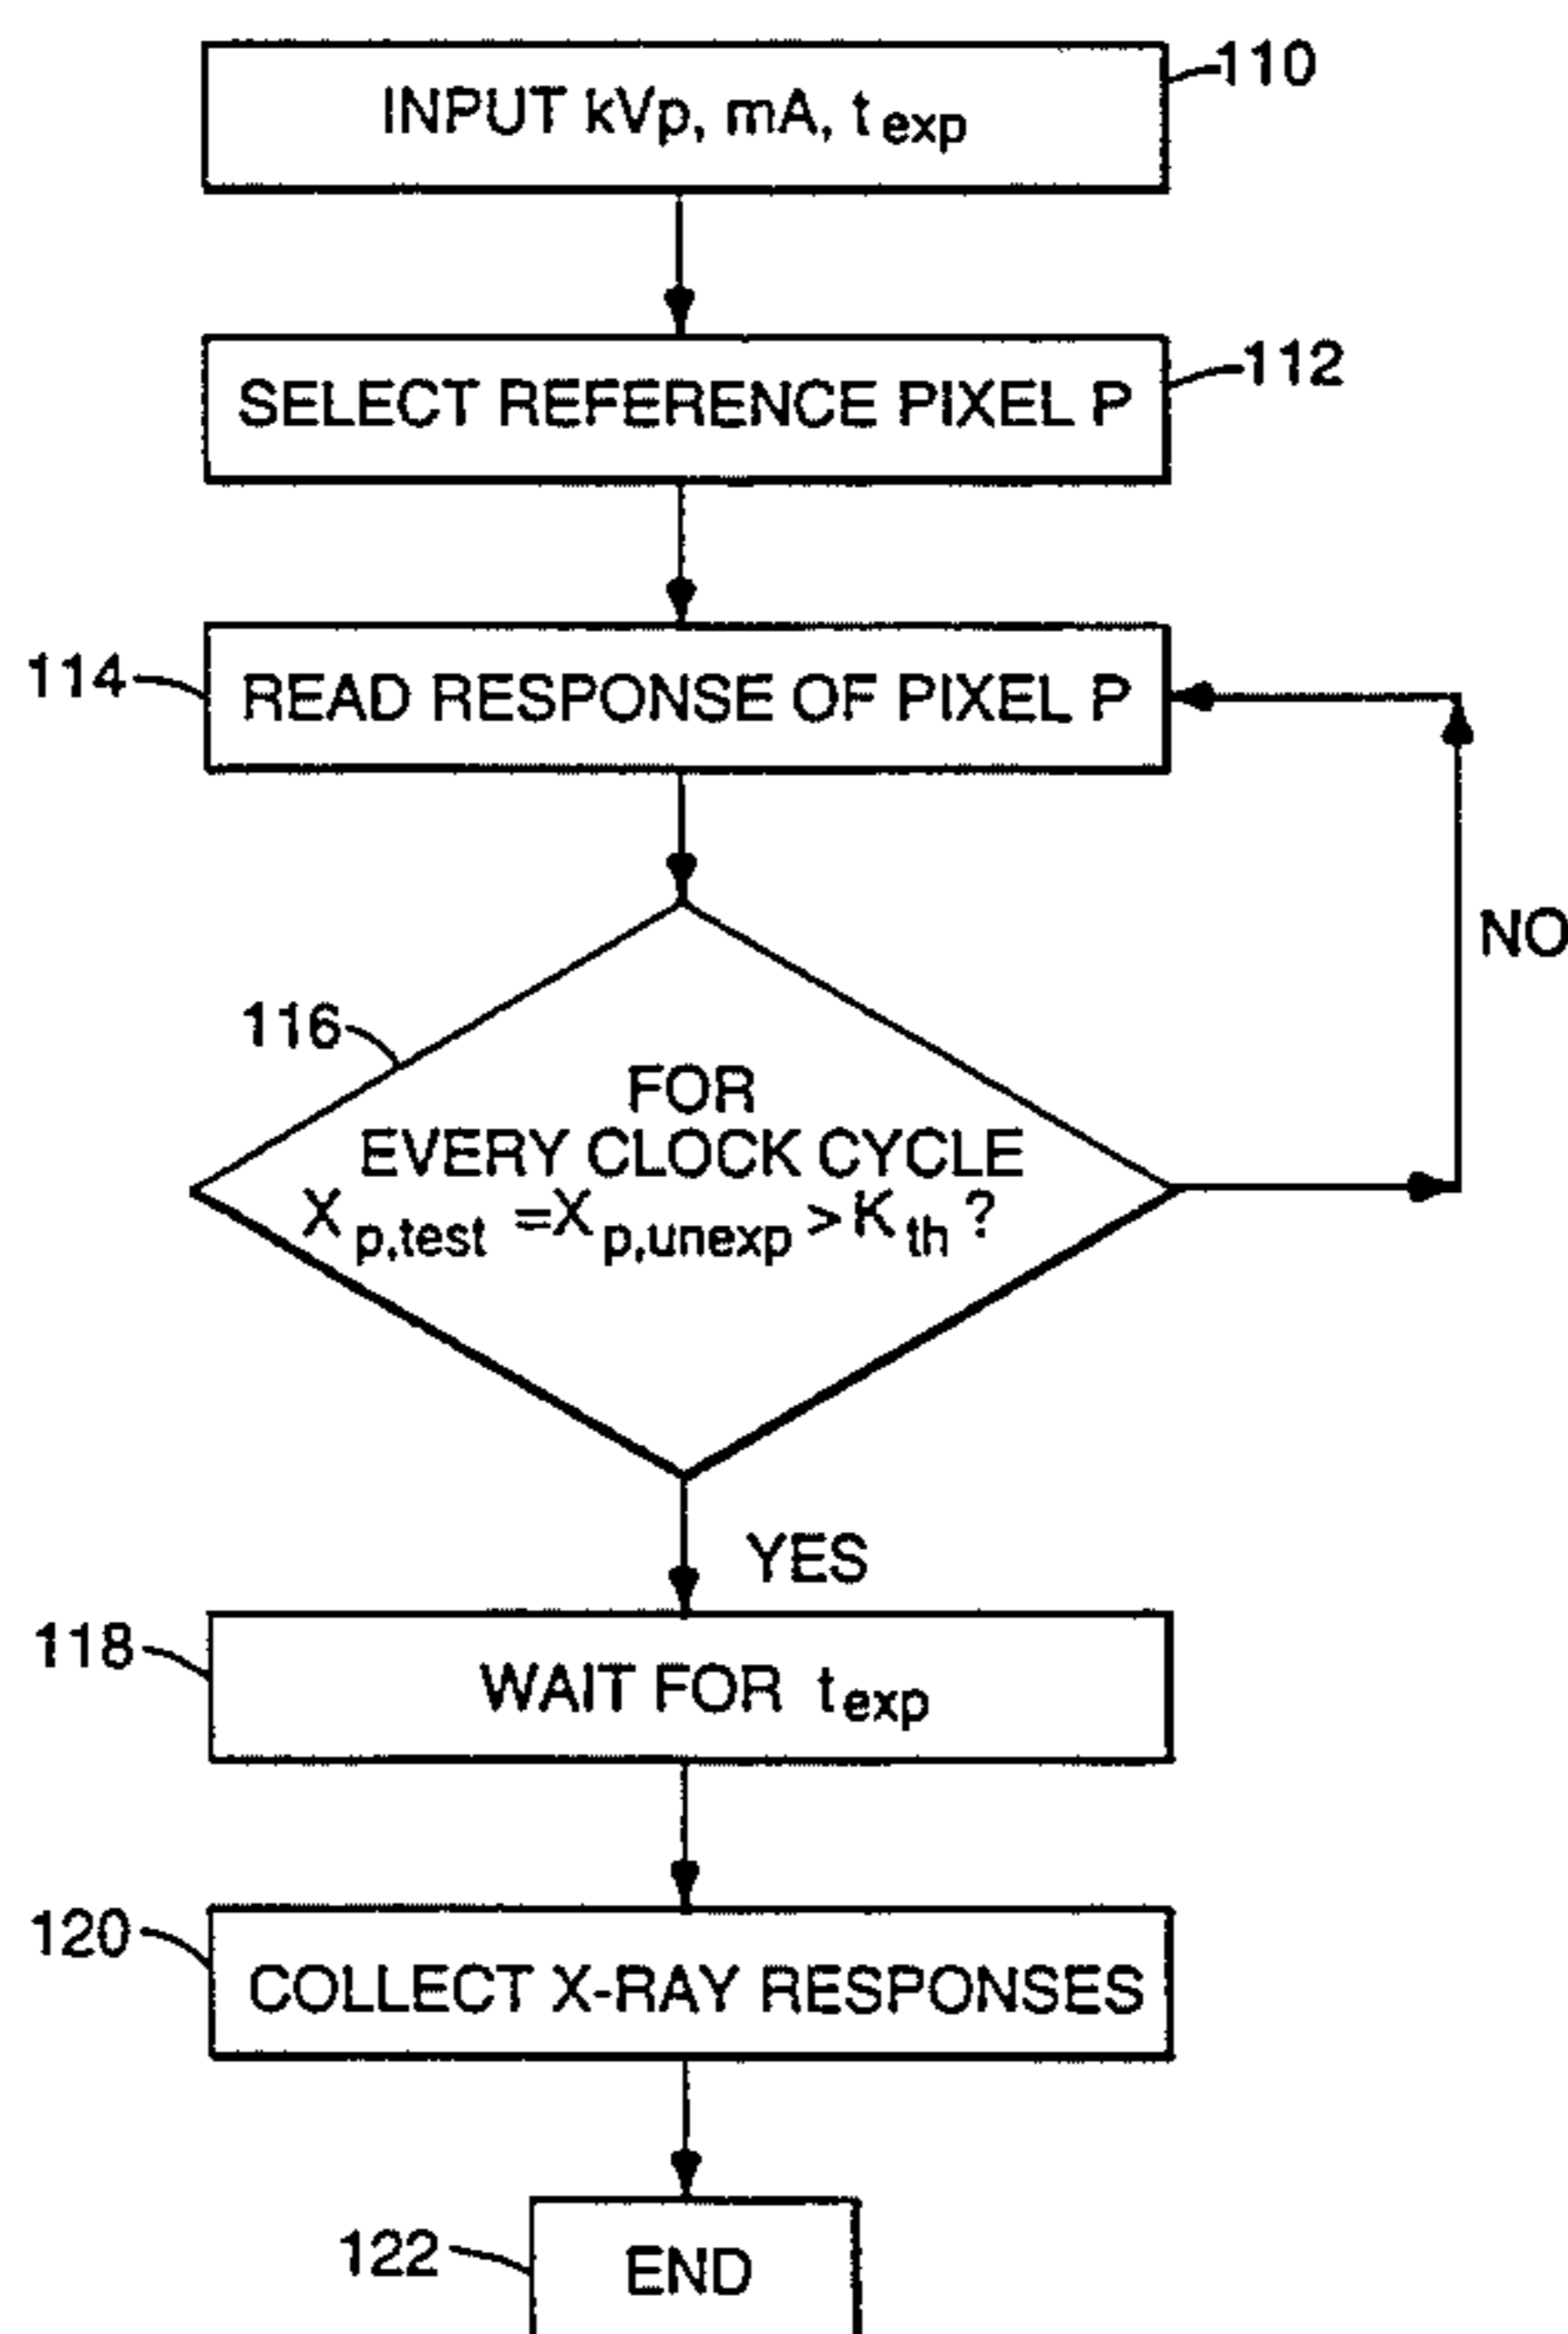 INPUT kVp, mA, t exp
110
SELECT REFERENCE PIXEL P
112
114
READ RESPONSE OF PIXEL P
NO
116
FOR
EVERY CLOCK CYCLE
X p,test =X p,unexp > K th ?
YES
118
WAIT FOR t exp
120
COLLECT X-RAY RESPONSES
122
END